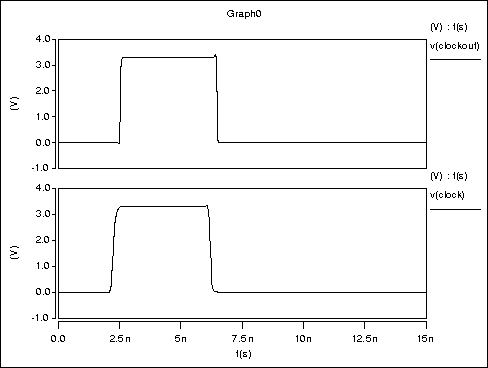 Graph0
(V) : t(s)
v(clockout)
4.0
3.0
2.0
1.0
0.0
-1.0
(V)
(V) : t(s)
v(clock)
4.0
3.0
2.0
1.0
0.0
-1.0
(V)
0.0 2.5n 5n 7.5n 10n 12.5n 15n
t(s)